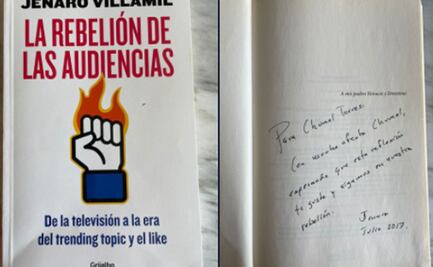 JENARO VILLAMIL
LA REBELIÓN DE
LAS AUDIENCIAS
De la televisión a la era
del trending topic y el like
Grijalbo
A mis padres Horacio y Ernestina
Para Chumel Torres:
Con mucho afecto Chumel,
esperando que esta reflexión
te guste y sigamos en nuestra
rebelión.
Jenaro
Julio 2017.